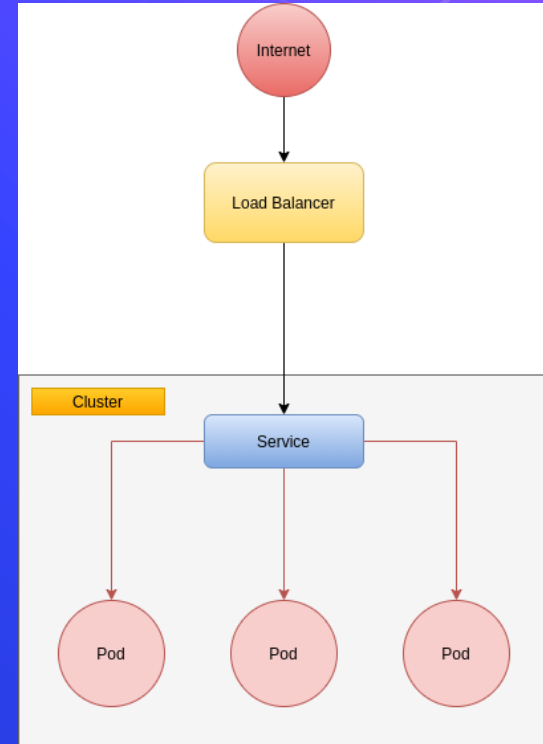 Internet
Load Balancer
Cluster
Service
Pod
Pod
Pod